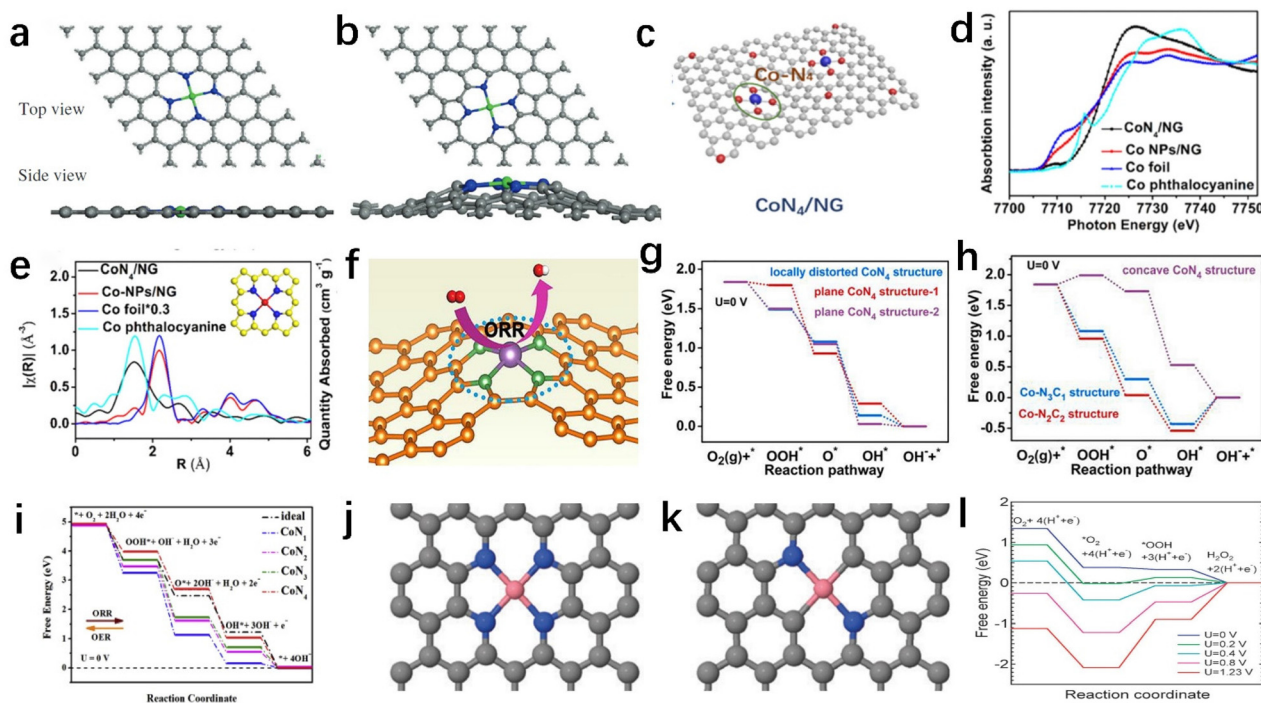 a
Top view
Side view
b
c
Co-N4
CoN4/NG
d
Absorbtion intensity (a. u.)
CoN4/NG
Co NPs/NG
Co foil
Co phthalocyanine
7700 7710 7720 7730 7740 7750
Photon Energy (eV)
e
CoN4/NG
Co-NPs/NG
Co foil*0.3
Co phthalocyanine
|χ(R)| (Å-3)
1.5
1.0
0.5
0.0
0 2 4 6
R (Å)
Quantity Absorbed (cm3 g-1)
f
ORR
g
Free energy (eV)
2.0
1.5
1.0
0.5
0.0
U=0 V
locally distorted CoN4 structure
plane CoN4 structure-1
plane CoN4 structure-2
O2(g)+* OOH* O* OH* OH-+*
Reaction pathway
h
Free energy (eV)
2.0
1.5
1.0
0.5
0.0
-0.5
U=0 V
concave CoN4 structure
Co-N3C1 structure
Co-N2C2 structure
O2(g)+* OOH* O* OH* OH-+*
Reaction pathway
i
Free Energy (eV)
5
4
3
2
1
0
*+ O2 + 2H2O + 4e-
OOH*+ OH- + H2O + 3e-
O*+ 2OH- + H2O + 2e-
OH*+ 3OH- + e-
*+ 4OH-
ideal
CoN1
CoN2
CoN3
CoN4
ORR
OER
U = 0 V
Reaction Coordinate
j
k
l
Free energy (eV)
2
1
0
-1
-2
O2+ 4(H++e-)
*O2
+4(H++e-)
*OOH
+3(H++e-)
H2O2
+2(H++e-)
U=0 V
U=0.2 V
U=0.4 V
U=0.8 V
U=1.23 V
Reaction coordinate